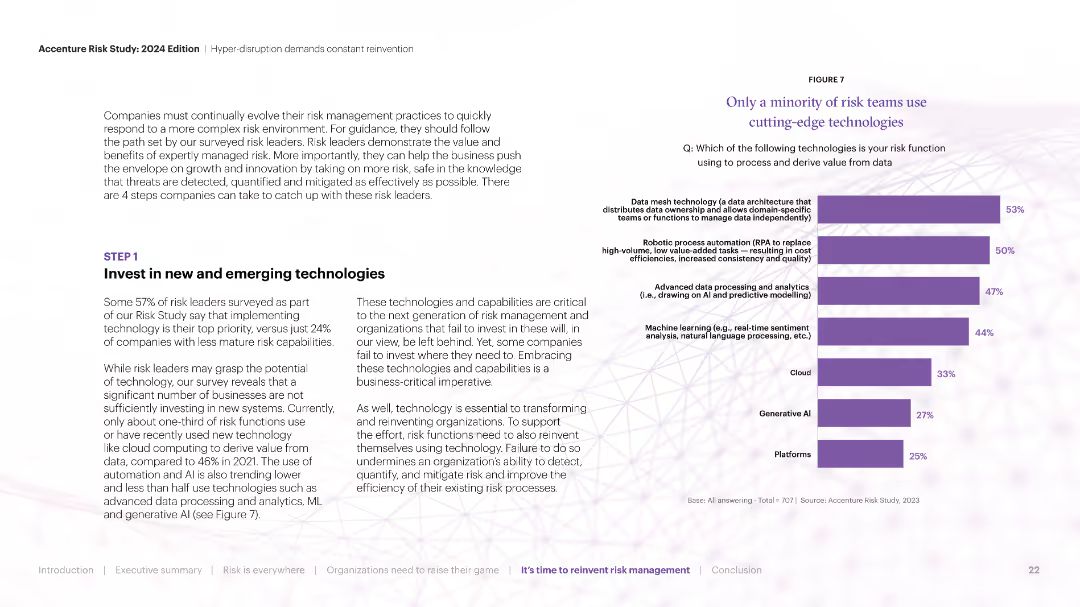 Accenture Risk Study: 2024 Edition | Hyper-disruption demands constant reinvention
Companies must continually evolve their risk management practices to quickly
respond to a more complex risk environment. For guidance, they should follow
the path set by our surveyed risk leaders. Risk leaders demonstrate the value and
benefits of expertly managed risk. More importantly, they can help the business push
the envelope on growth and innovation by taking on more risk, safe in the knowledge
that threats are detected, quantified and mitigated as effectively as possible. There
are 4 steps companies can take to catch up with these risk leaders.
STEP 1
Invest in new and emerging technologies
Some 57% of risk leaders surveyed as part
of our Risk Study say that implementing
technology is their top priority, versus just 24%
of companies with less mature risk capabilities.
While risk leaders may grasp the potential
of technology, our survey reveals that a
significant number of businesses are not
sufficiently investing in new systems. Currently,
only about one-third of risk functions use
or have recently used new technology
like cloud computing to derive value from
data, compared to 46% in 2021. The use of
automation and AI is also trending lower
and less than half use technologies such as
advanced data processing and analytics, ML
and generative AI (see Figure 7).
These technologies and capabilities are critical
to the next generation of risk management and
organizations that fail to invest in these will, in
our view, be left behind. Yet, some companies
fail to invest where they need to. Embracing
these technologies and capabilities is a
business-critical imperative.
As well, technology is essential to transforming
and reinventing organizations. To support
the effort, risk functions need to also reinvent
themselves using technology. Failure to do so
undermines an organization's ability to detect,
quantify, and mitigate risk and improve the
efficiency of their existing risk processes.
FIGURE 7
Only a minority of risk teams use
cutting-edge technologies
Q: Which of the following technologies is your risk function
using to process and derive value from data
Data mesh technology (a data architecture that
distributes data ownership and allows domain-specific
teams or functions to manage data independently)
53%
Robotic process automation (RPA to replace
high-volume, low value-added tasks — resulting in cost
efficiencies, increased consistency and quality)
50%
Advanced data processing and analytics
(i.e., drawing on AI and predictive modelling)
47%
Machine learning (e.g., real-time sentiment
analysis, natural language processing, etc.)
44%
Cloud
33%
Generative AI
27%
Platforms
25%
Base: All answering - Total = 707 | Source: Accenture Risk Study, 2023
Introduction | Executive summary | Risk is everywhere | Organizations need to raise their game | It's time to reinvent risk management | Conclusion
22